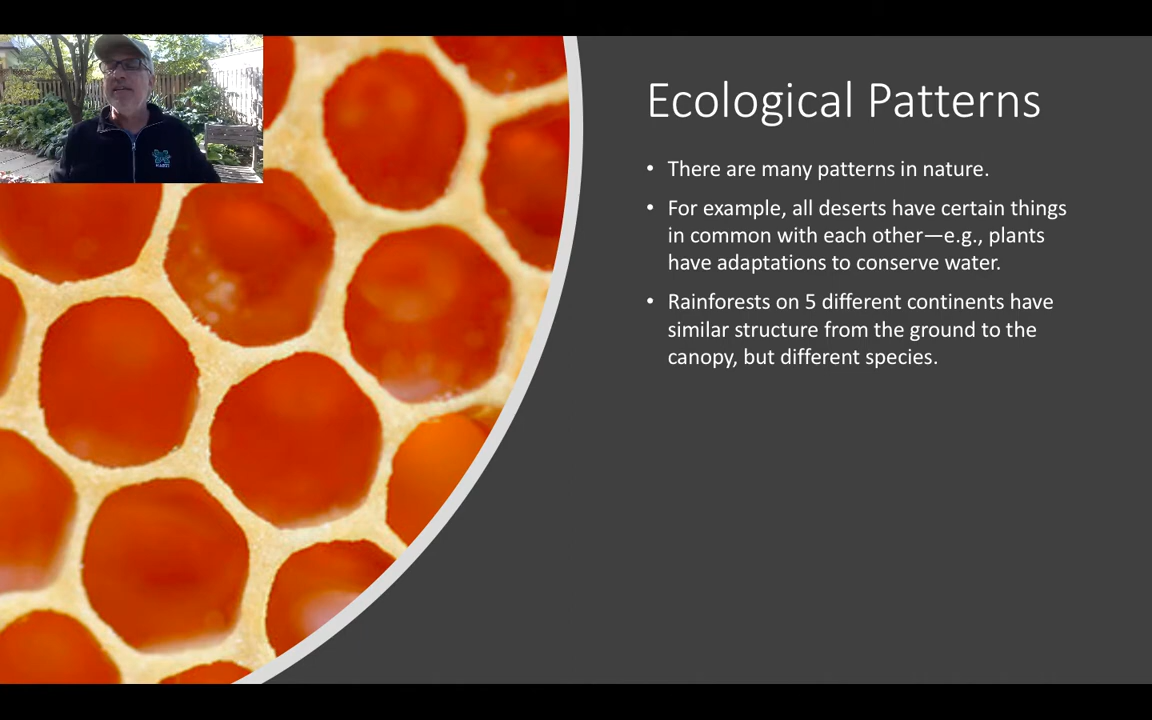 Ecological Patterns
• There are many patterns in nature.
• For example, all deserts have certain things
in common with each other—e.g., plants
have adaptations to conserve water.
• Rainforests on 5 different continents have
similar structure from the ground to the
canopy, but different species.